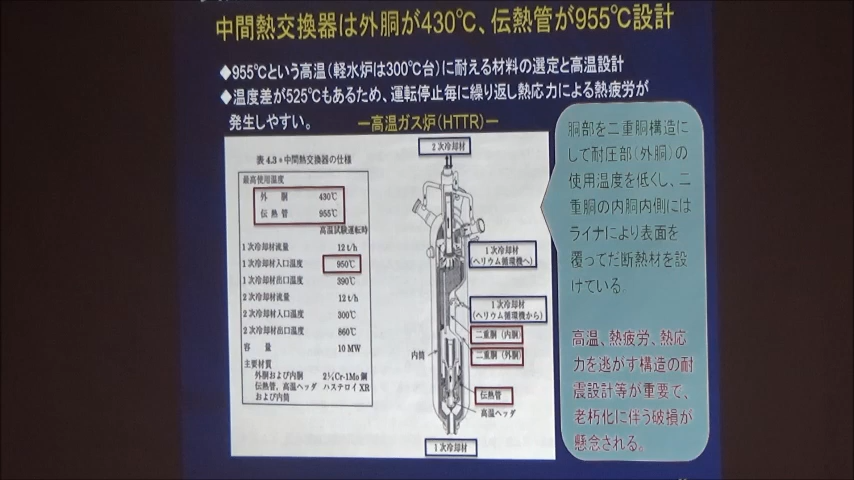 中間熱交換器は外胴が430℃、伝熱管が955℃設計
◆955℃という高温（軽水炉は300℃台）に耐える材料の選定と高温設計
◆温度差が525℃もあるため、運転停止毎に繰り返し熱応力による熱疲労が
発生しやすい。
ー高温ガス炉（HTTR）ー
表 4.3 * 中間熱交換器の仕様
最高使用温度
外 胴 430℃
伝熱管 955℃
高温試験運転時
1次冷却材流量 12 t/h
1次冷却材入口温度 950℃
1次冷却材出口温度 390℃
2次冷却材流量 12 t/h
2次冷却材入口温度 300℃
2次冷却材出口温度 860℃
容 量 10 MW
主要材質
外胴および内胴 2¼Cr-1Mo 鋼
伝熱管、高温ヘッダ ハステロイ XR
および内筒
2次冷却材
1次冷却材
（ヘリウム循環機へ）
1次冷却材
（ヘリウム循環機から）
二重胴（内胴）
二重胴（外胴）
内筒
伝熱管
高温ヘッダ
1次冷却材
胴部を二重胴構造に
して耐圧部（外胴）の
使用温度を低くし、二
重胴の内胴内側には
ライナにより表面を
覆ってだ断熱材を設
けている。
高温、熱疲労、熱応
力を逃がす構造の耐
震設計等が重要で、
老朽化に伴う破損が
懸念される。